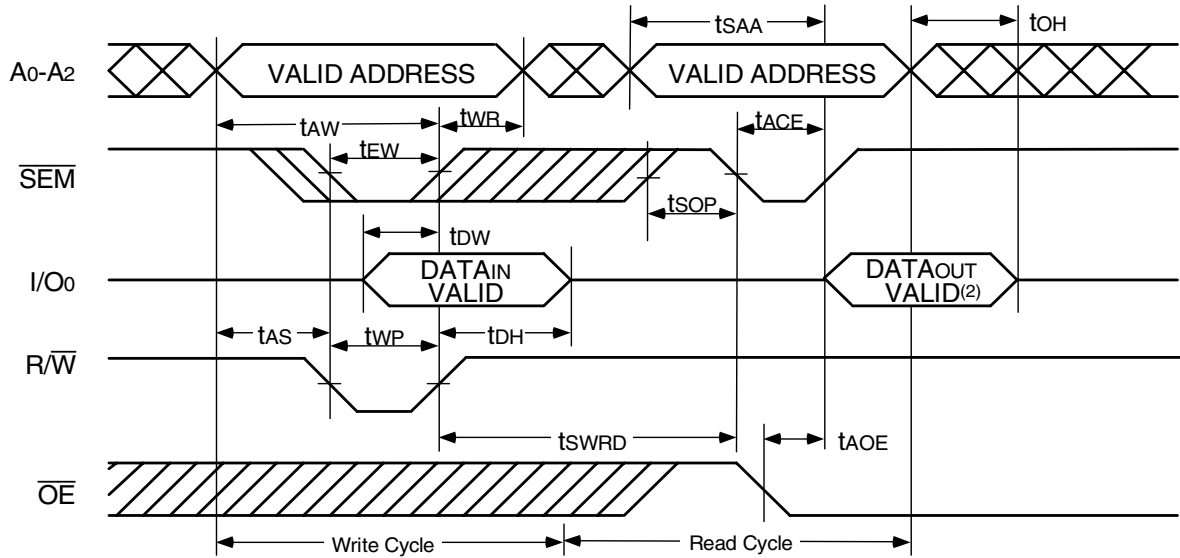 tSAA
tOH
A0-A2
VALID ADDRESS
VALID ADDRESS
tAW
tWR
tACE
tEW
SEM
tSOP
tDW
I/O0
DATAIN
VALID
DATAOUT
VALID(2)
tAS
tWP
tDH
R/W
tSWRD
tAOE
OE
Write Cycle
Read Cycle